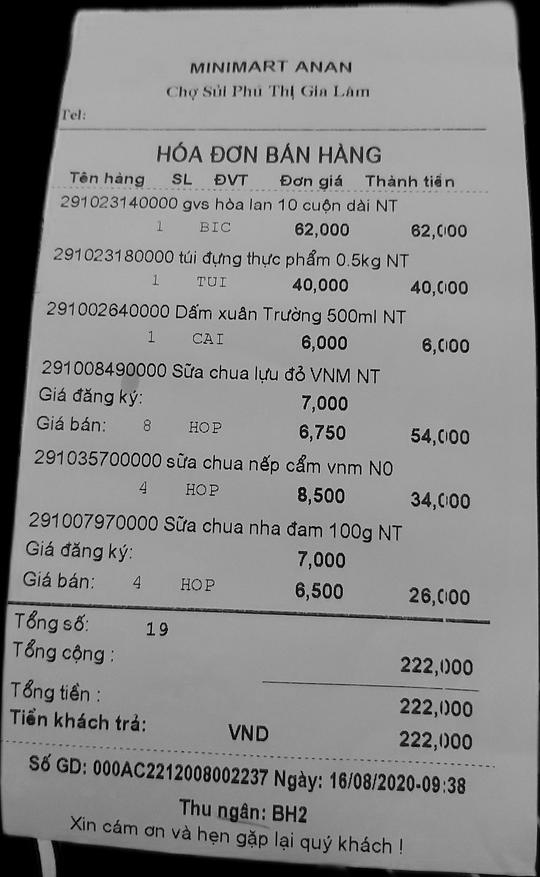 MINIMART ANAN
Chợ Sủi Phú Thị Gia Lâm
Tel:
HÓA ĐƠN BÁN HÀNG
Tên hàng SL ĐVT Đơn giá Thành tiền
291023140000 gvs hòa lan 10 cuộn dài NT
1 BIC 62,000 62,000
291023180000 túi đựng thực phẩm 0.5kg NT
1 TUI 40,000 40,000
291002640000 Dấm xuân Trường 500ml NT
1 CAI 6,000 6,000
291008490000 Sữa chua lựu đỏ VNM NT
Giá đăng ký: 7,000
Giá bán: 8 HOP 6,750 54,000
291035700000 sữa chua nếp cẩm vnm N0
4 HOP 8,500 34,000
291007970000 Sữa chua nha đam 100g NT
Giá đăng ký: 7,000
Giá bán: 4 HOP 6,500 26,000
Tổng số: 19
Tổng cộng : 222,000
Tổng tiền : 222,000
Tiền khách trả: VND 222,000
Số GD: 000AC2212008002237 Ngày: 16/08/2020-09:38
Thu ngân: BH2
Xin cám ơn và hẹn gặp lại quý khách !